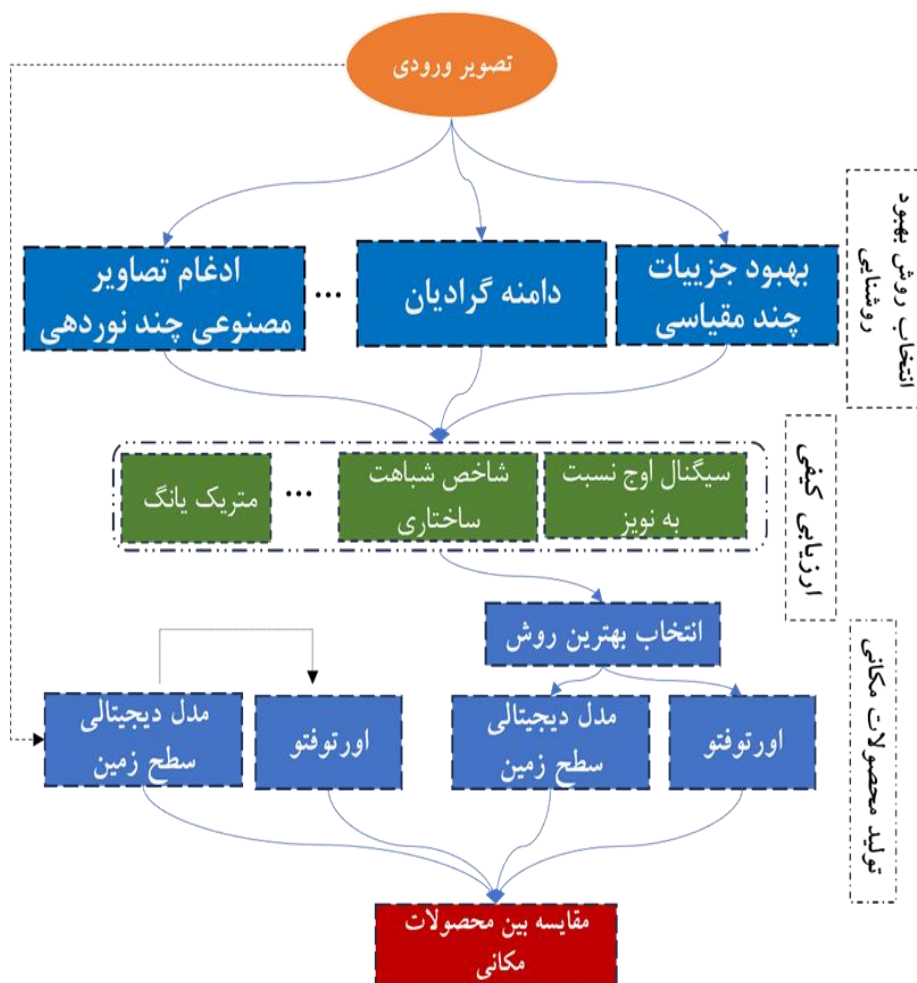 تصویر ورودی
انتخاب روش بهبود
روشنایی
بهبود جزییات
چند مقیاسی
دامنه گرادیان
...
ادغام تصاویر
مصنوعی چند نوردهی
ارزیابی کیفی
سیگنال اوج نسبت
به نویز
شاخص شباهت
ساختاری
...
متریک یانگ
انتخاب بهترین روش
تولید محصولات مکانی
اورتوفتو
مدل دیجیتالی
سطح زمین
اورتوفتو
مدل دیجیتالی
سطح زمین
مقایسه بین محصولات
مکانی